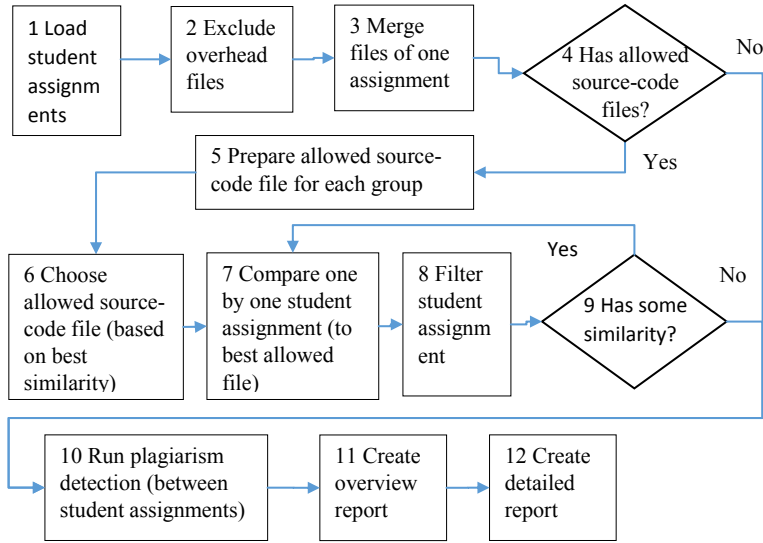 1 Load
student
assignm
ents
2 Exclude
overhead
files
3 Merge
files of one
assignment
4 Has allowed
source-code
files?
No
Yes
5 Prepare allowed source-
code file for each group
6 Choose
allowed source-
code file (based
on best
similarity)
7 Compare one
by one student
assignment (to
best allowed
file)
8 Filter
student
assignm
ent
Yes
9 Has some
similarity?
No
10 Run plagiarism
detection (between
student assignments)
11 Create
overview
report
12 Create
detailed
report